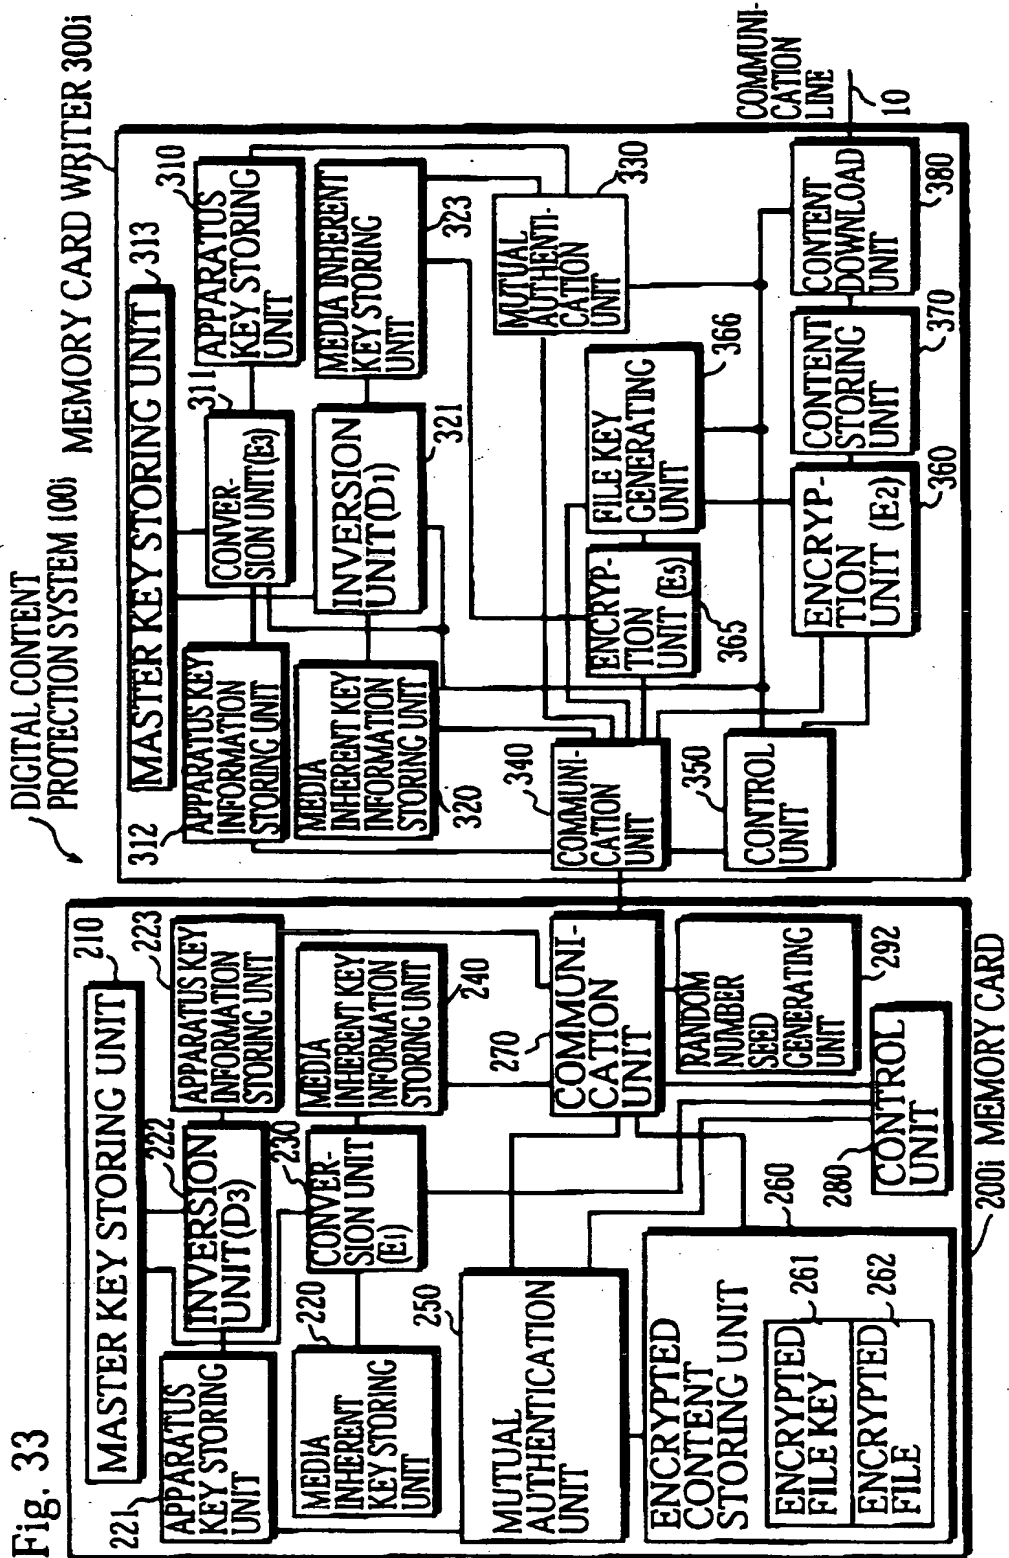 Fig. 33
DIGITAL CONTENT
PROTECTION SYSTEM 100i
MEMORY CARD WRITER 300i
210
MASTER KEY STORING UNIT
221
APPARATUS
KEY STORING
UNIT
222
INVERSION
UNIT(D3)
223
APPARATUS KEY
INFORMATION
STORING UNIT
220
MEDIA
INHERENT
KEY STORING
UNIT
230
CONVER-
SION UNIT
(E1)
240
MEDIA
INHERENT KEY
INFORMATION
STORING UNIT
250
MUTUAL
AUTHENTICATION
UNIT
270
COMMUNI-
CATION
UNIT
RANDOM
NUMBER
SEED
GENERATING
UNIT
292
260
ENCRYPTED
CONTENT
STORING UNIT
ENCRYPTED
FILE KEY
261
ENCRYPTED
FILE
262
280
CONTROL
UNIT
200i MEMORY CARD
313
MASTER KEY STORING UNIT
312
APPARATUS KEY
INFORMATION
STORING UNIT
311
CONVER-
SION UNIT(E3)
310
APPARATUS
KEY STORING
UNIT
MEDIA
INHERENT KEY
INFORMATION
STORING UNIT
320
INVERSION
UNIT(D1)
321
MEDIA INHERENT
KEY STORING
UNIT
323
MUTUAL
AUTHENTI-
CATION
UNIT
330
340
COMMUNI-
CATION
UNIT
ENCRYP-
TION
UNIT (E5)
365
FILE KEY
GENERATING
UNIT
366
350
CONTROL
UNIT
ENCRYP-
TION
UNIT (E2)
360
CONTENT
STORING
UNIT
370
CONTENT
DOWNLOAD
UNIT
380
COMMUNI-
CATION
LINE
10